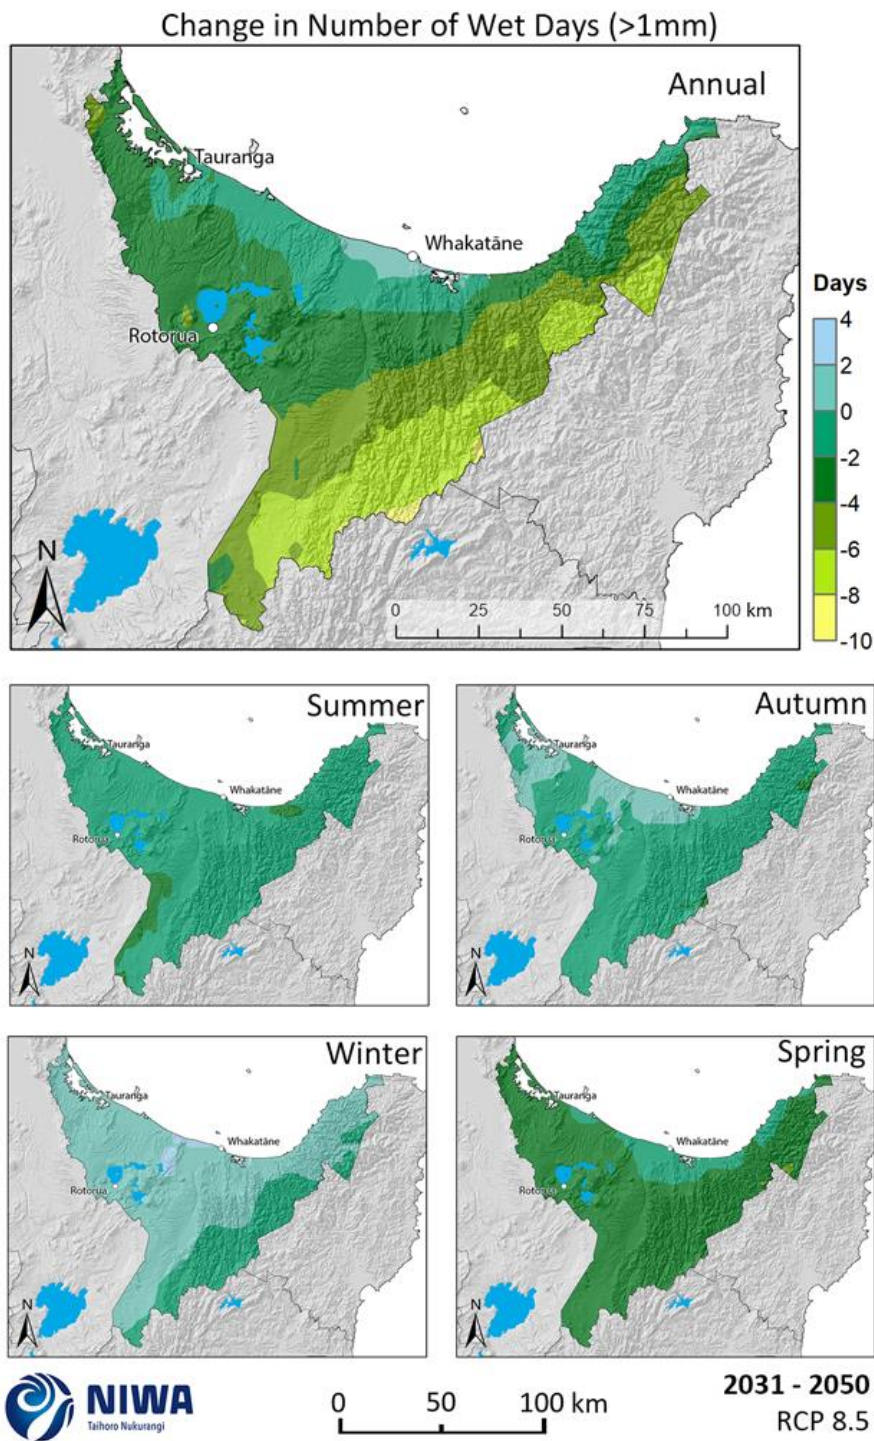 Change in Number of Wet Days (>1mm)
Annual
Tauranga
Whakatāne
Rotorua
Days
4
2
0
-2
-4
-6
-8
-10
N
0 25 50 75 100 km
Summer
Tauranga
Whakatāne
Rotorua
N
Autumn
Tauranga
Whakatāne
Rotorua
N
Winter
Tauranga
Whakatāne
Rotorua
N
Spring
Tauranga
Whakatāne
Rotorua
N
NIWA
Taihoro Nukurangi
0 50 100 km
2031 - 2050
RCP 8.5